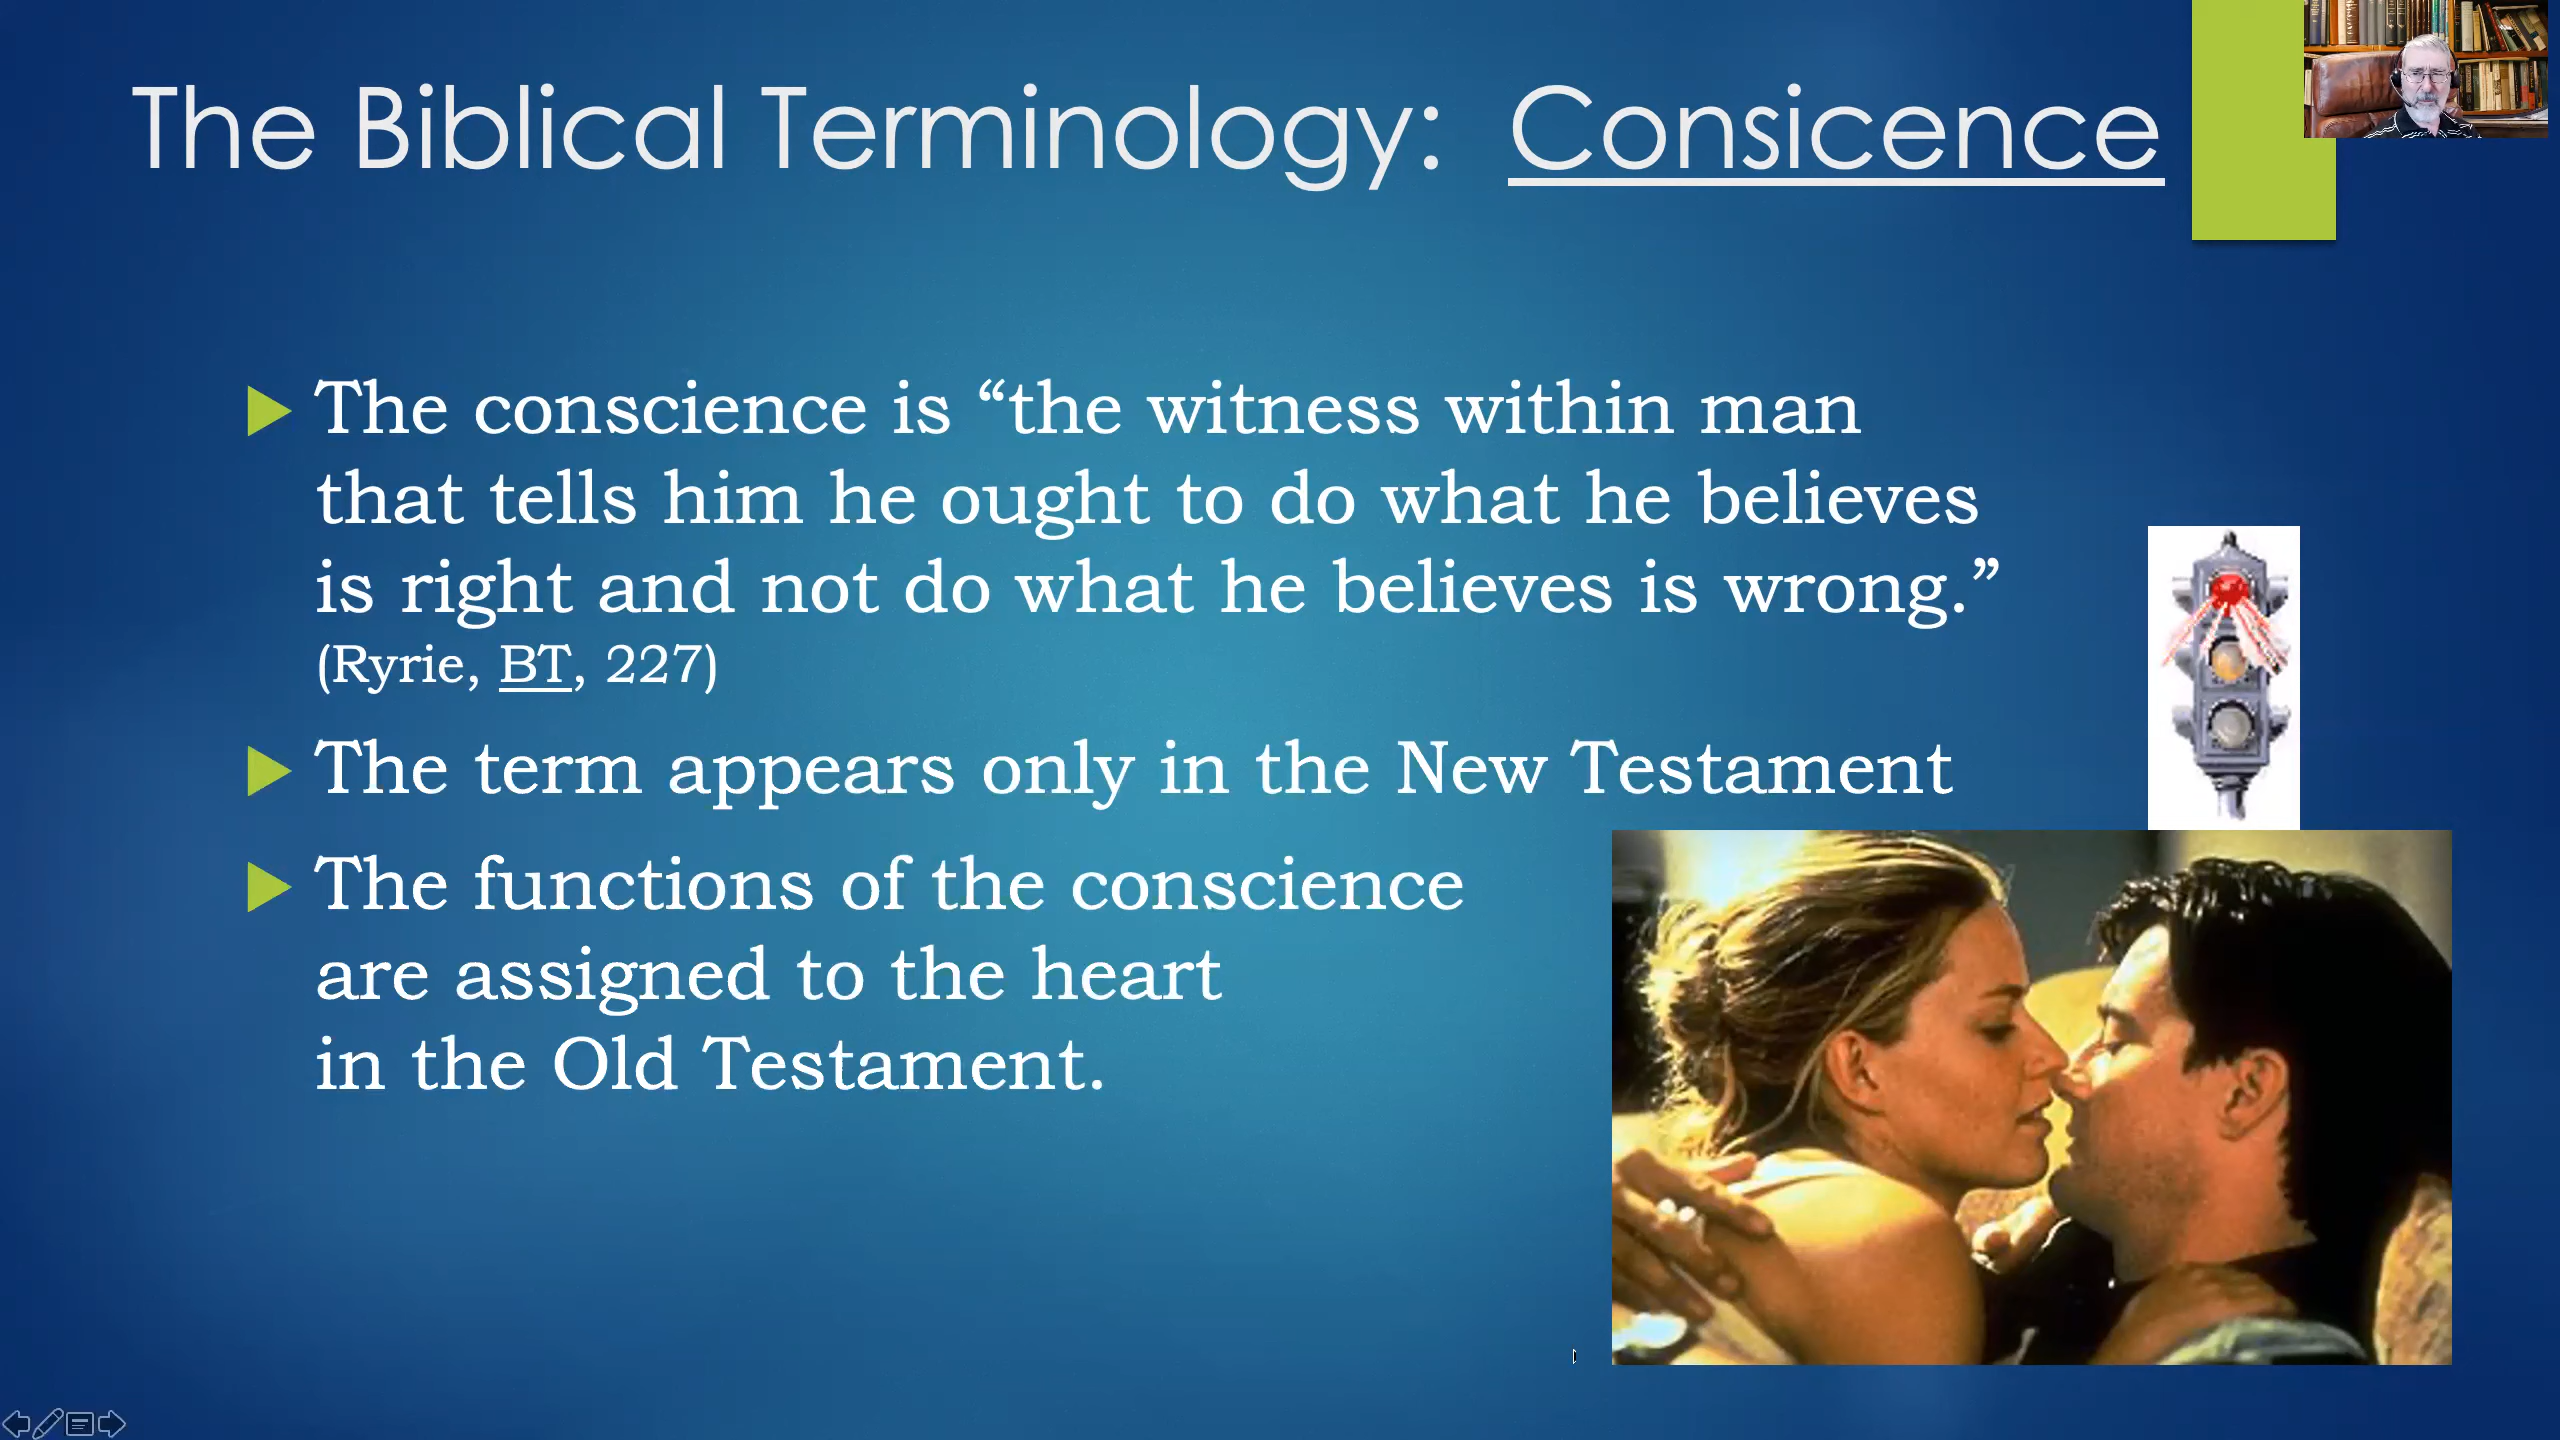 The Biblical Terminology: Consicence
The conscience is “the witness within man
that tells him he ought to do what he believes
is right and not do what he believes is wrong.”
(Ryrie, BT, 227)
The term appears only in the New Testament
The functions of the conscience
are assigned to the heart
in the Old Testament.